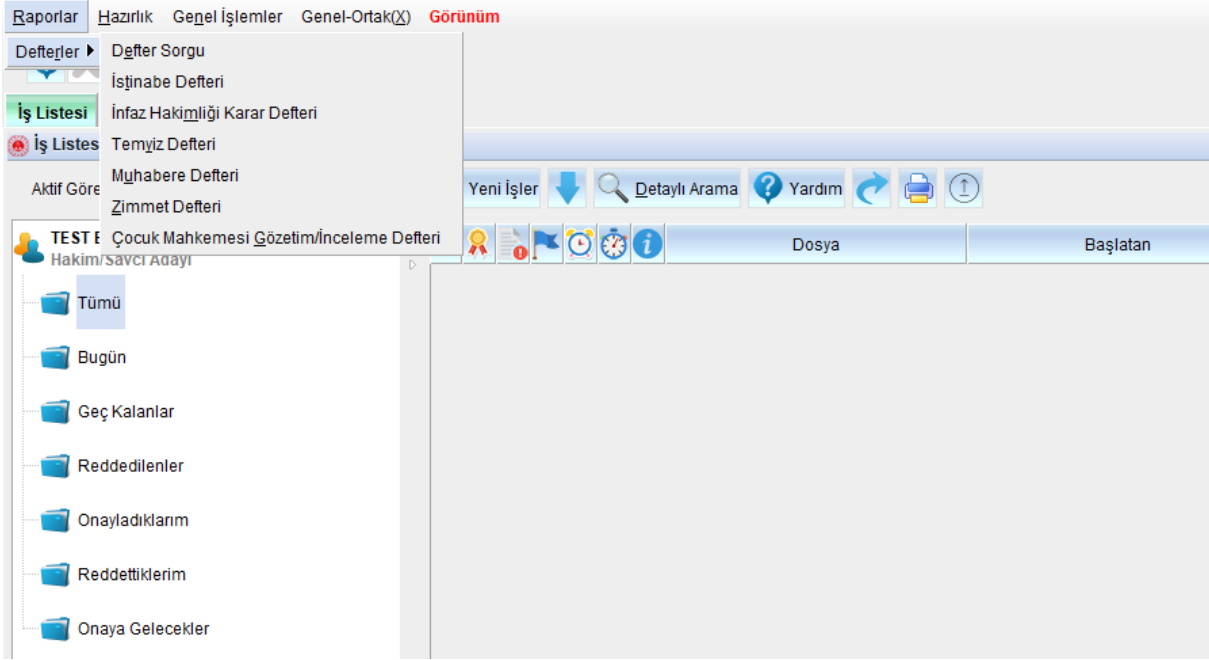 Raporlar Hazırlık Genel İşlemler Genel-Ortak(X) Görünüm
Defterler Defter Sorgu
İstinabe Defteri
İş Listesi İnfaz Hakimliği Karar Defteri
İş Listes Temyiz Defteri
Muhabere Defteri
Aktif Göre Yeni İşler Detaylı Arama Yardım
Zimmet Defteri
TEST Çocuk Mahkemesi Gözetim/İnceleme Defteri Dosya Başlatan
Hakim/Savcı Adayı
Tümü
Bugün
Geç Kalanlar
Reddedilenler
Onayladıklarım
Reddettiklerim
Onaya Gelecekler